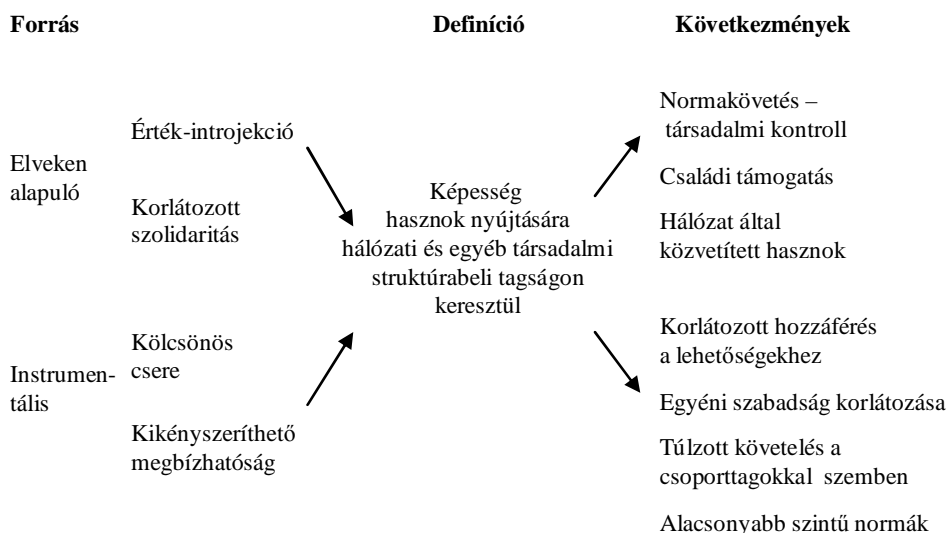 Forrás
Definíció
Következmények
Elveken
alapuló
Érték-introjekció
Korlátozott
szolidaritás
Instrumen-
tális
Kölcsönös
csere
Kikényszeríthető
megbízhatóság
Képesség
hasznok nyújtására
hálózati és egyéb társadalmi
struktúrabeli tagságon
keresztül
Normakövetés –
társadalmi kontroll
Családi támogatás
Hálózat által
közvetített hasznok
Korlátozott hozzáférés
a lehetőségekhez
Egyéni szabadság korlátozása
Túlzott követelés a
csoporttagokkal szemben
Alacsonyabb szintű normák